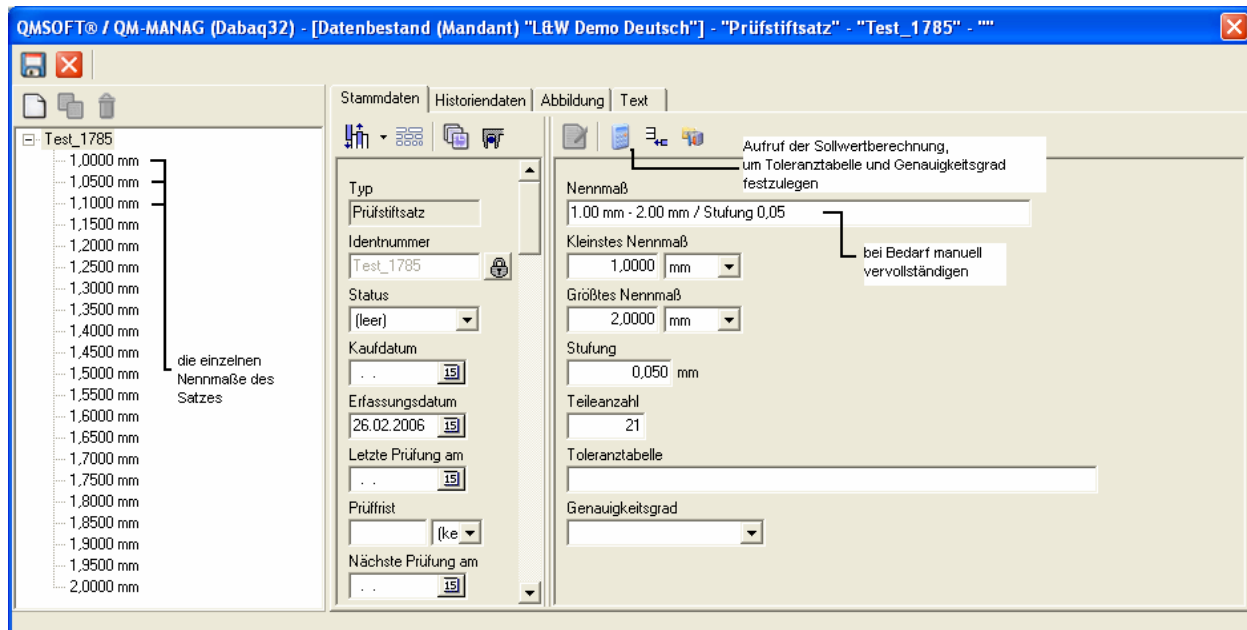 QMSOFT® / QM-MANAG (Dabaq32) - [Datenbestand (Mandant) "L&W Demo Deutsch"] - "Prüfstiftsatz" - "Test_1785" - ""
Test_1785
1,0000 mm
1,0500 mm
1,1000 mm
1,1500 mm
1,2000 mm
1,2500 mm
1,3000 mm
1,3500 mm
1,4000 mm
1,4500 mm
1,5000 mm
1,5500 mm
1,6000 mm
1,6500 mm
1,7000 mm
1,7500 mm
1,8000 mm
1,8500 mm
1,9000 mm
1,9500 mm
2,0000 mm
die einzelnen
Nennmaße des
Satzes
Stammdaten Historiendaten Abbildung Text
Typ
Prüfstiftsatz
Identnummer
Test_1785
Status
(leer)
Kaufdatum
. . 15
Erfassungsdatum
26.02.2006 15
Letzte Prüfung am
. . 15
Prüffrist
(ke
Nächste Prüfung am
. . 15
Aufruf der Sollwertberechnung,
um Toleranztabelle und Genauigkeitsgrad
festzulegen
Nennmaß
1.00 mm - 2.00 mm / Stufung 0,05
bei Bedarf manuell
vervollständigen
Kleinstes Nennmaß
1,0000 mm
Größtes Nennmaß
2,0000 mm
Stufung
0,050 mm
Teileanzahl
21
Toleranztabelle
Genauigkeitsgrad